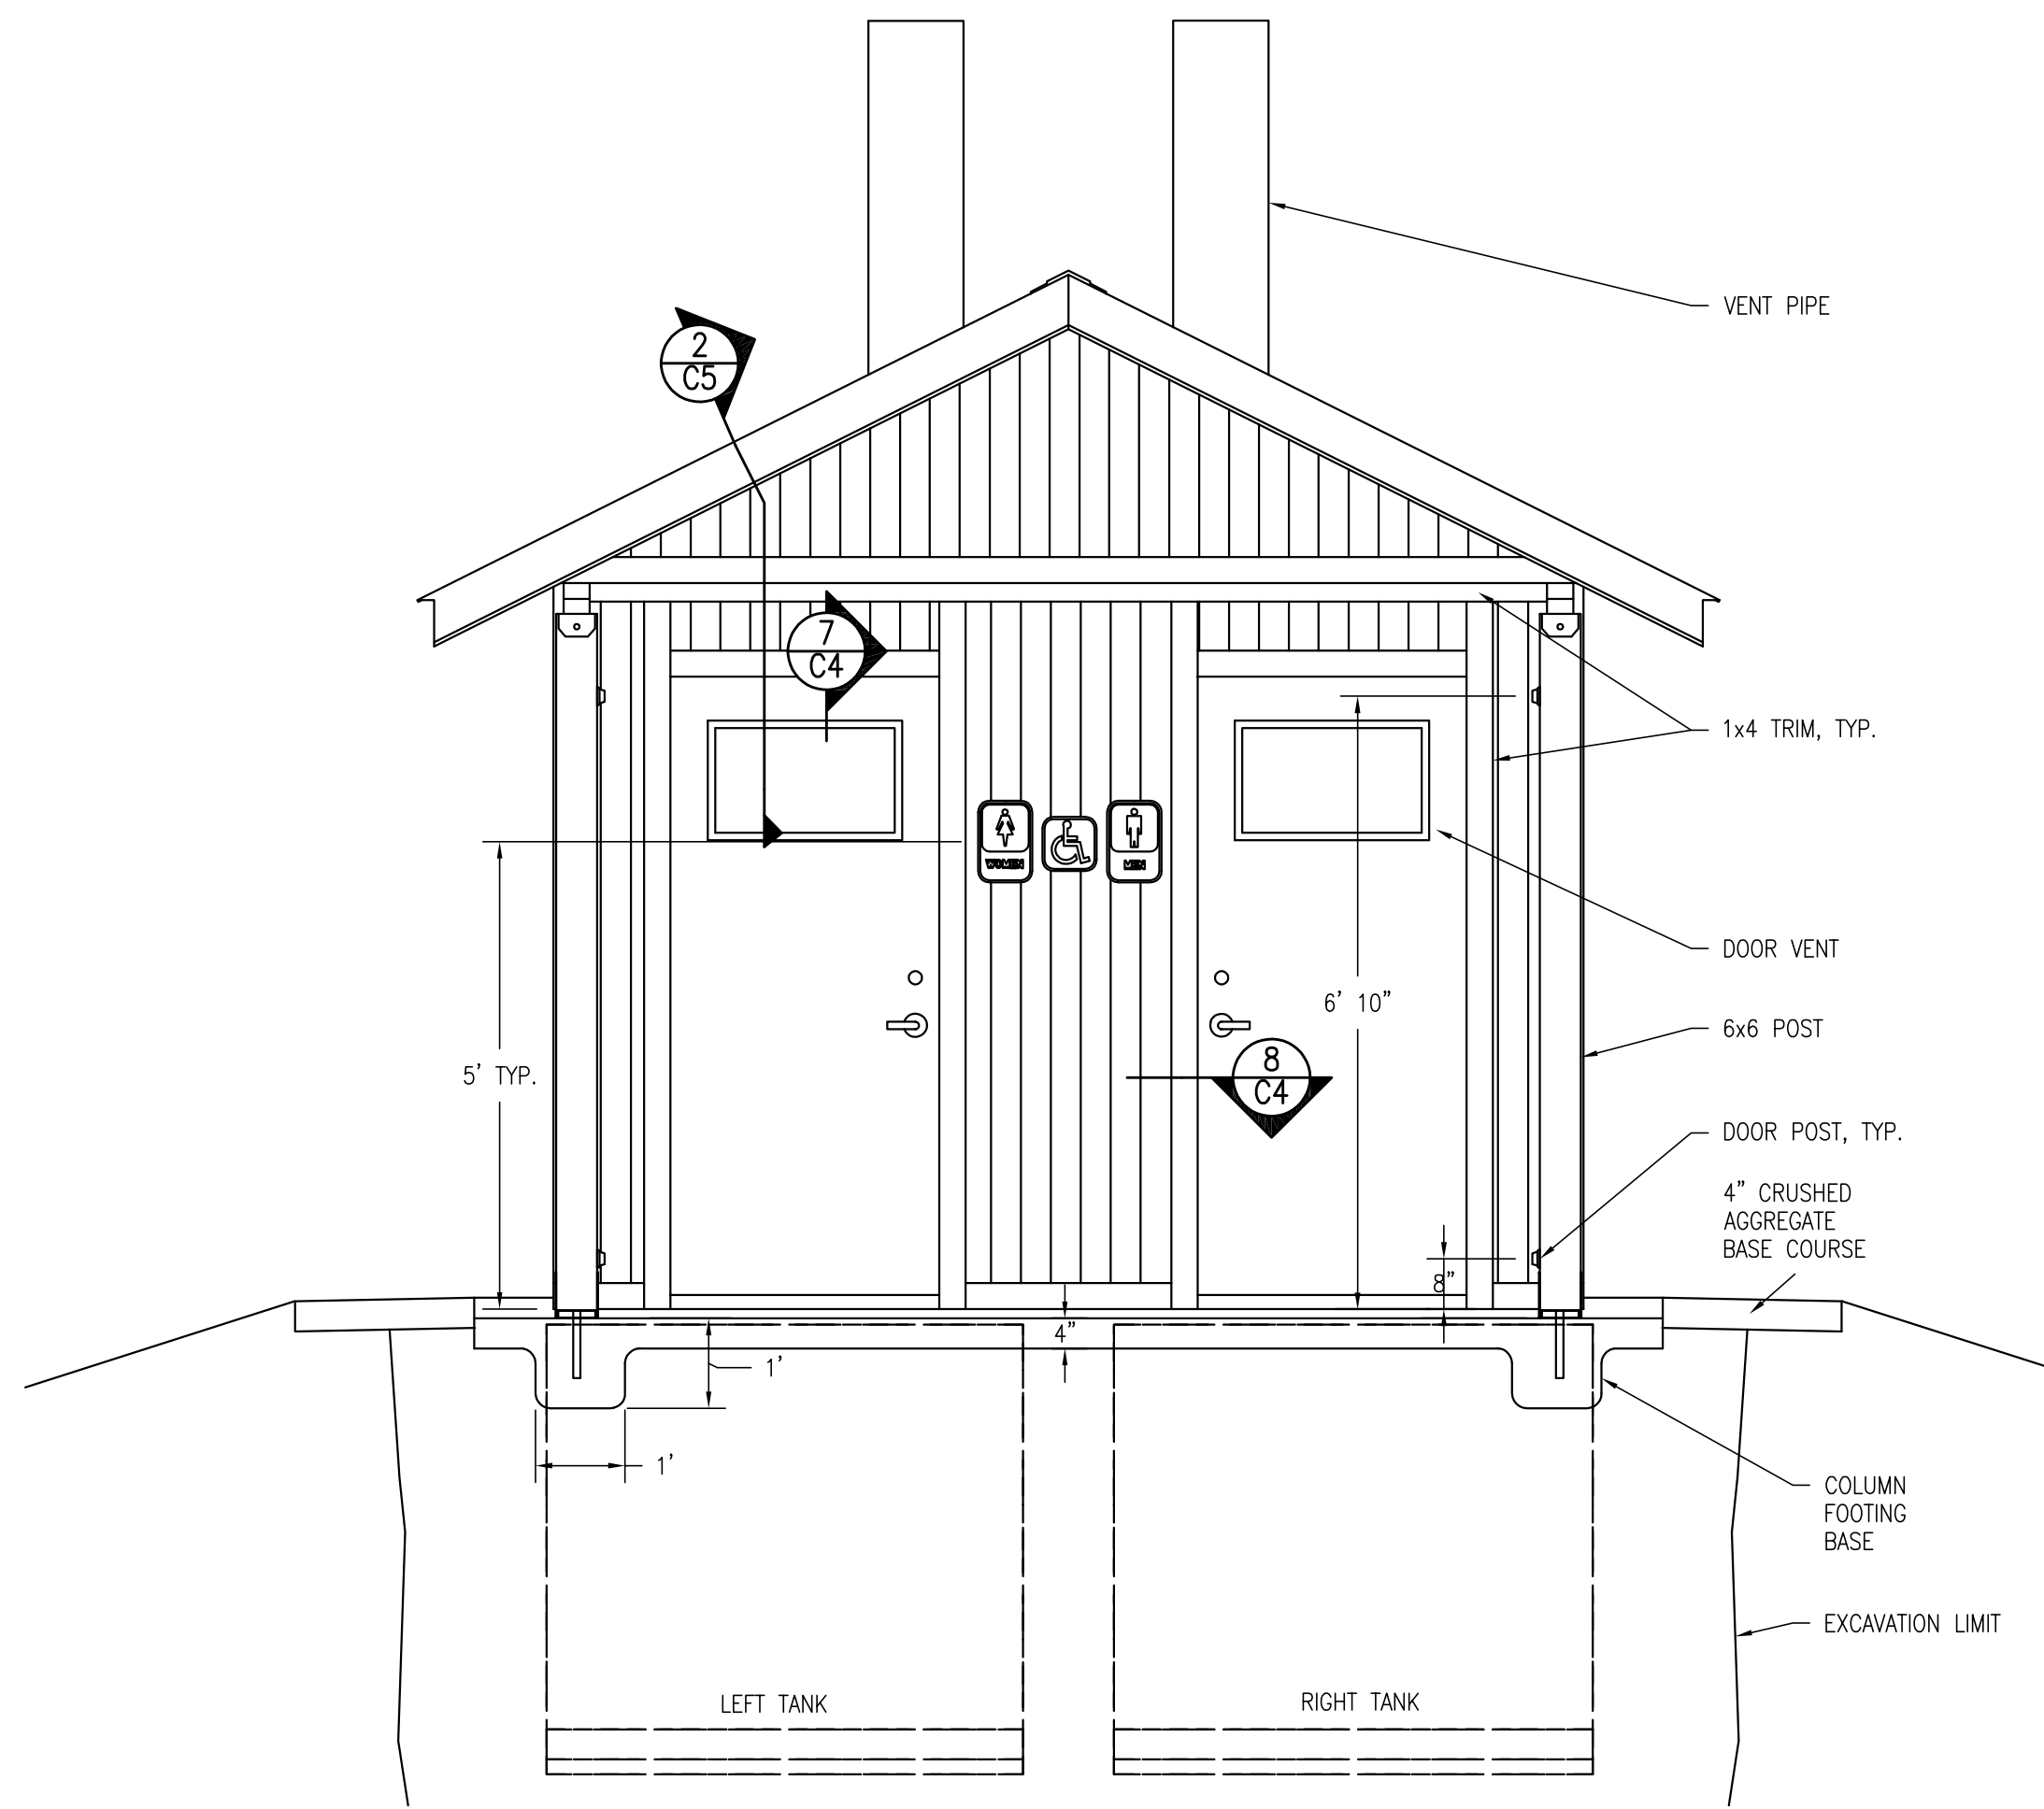 VENT PIPE
2
C5
7
C4
1x4 TRIM, TYP.
WOMEN
MEN
DOOR VENT
6' 10"
6x6 POST
5' TYP.
8
C4
DOOR POST, TYP.
4" CRUSHED
AGGREGATE
BASE COURSE
8"
4"
1'
1'
COLUMN
FOOTING
BASE
EXCAVATION LIMIT
LEFT TANK
RIGHT TANK